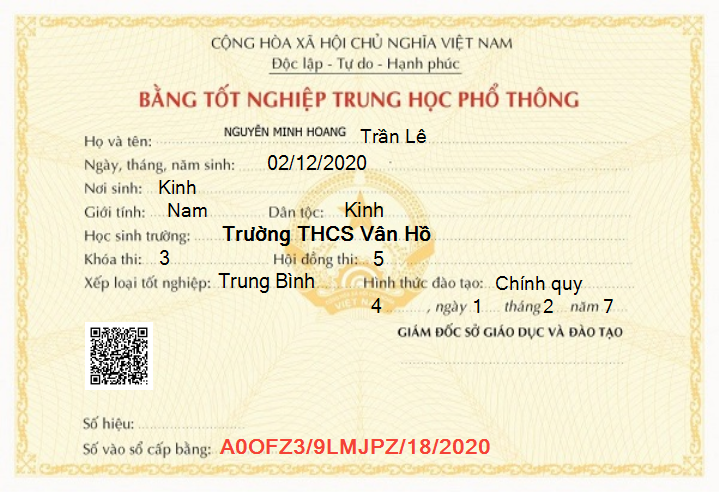 CỘNG HÒA XÃ HỘI CHỦ NGHĨA VIỆT NAM
Độc lập - Tự do - Hạnh phúc
BẰNG TỐT NGHIỆP TRUNG HỌC PHỔ THÔNG
Họ và tên: NGUYỄN MINH HOANG Trần Lê
Ngày, tháng, năm sinh: 02/12/2020
Nơi sinh: Kinh
Giới tính: Nam Dân tộc: Kinh
Học sinh trường: Trường THCS Vân Hồ
Khóa thi: 3 Hội đồng thi: 5
Xếp loại tốt nghiệp: Trung Bình Hình thức đào tạo: Chính quy
4 , ngày 1 tháng 2 năm 7
GIÁM ĐỐC SỞ GIÁO DỤC VÀ ĐÀO TẠO
VIỆT NAM
Số hiệu:
Số vào sổ cấp bằng: A0OFZ3/9LMJPZ/18/2020